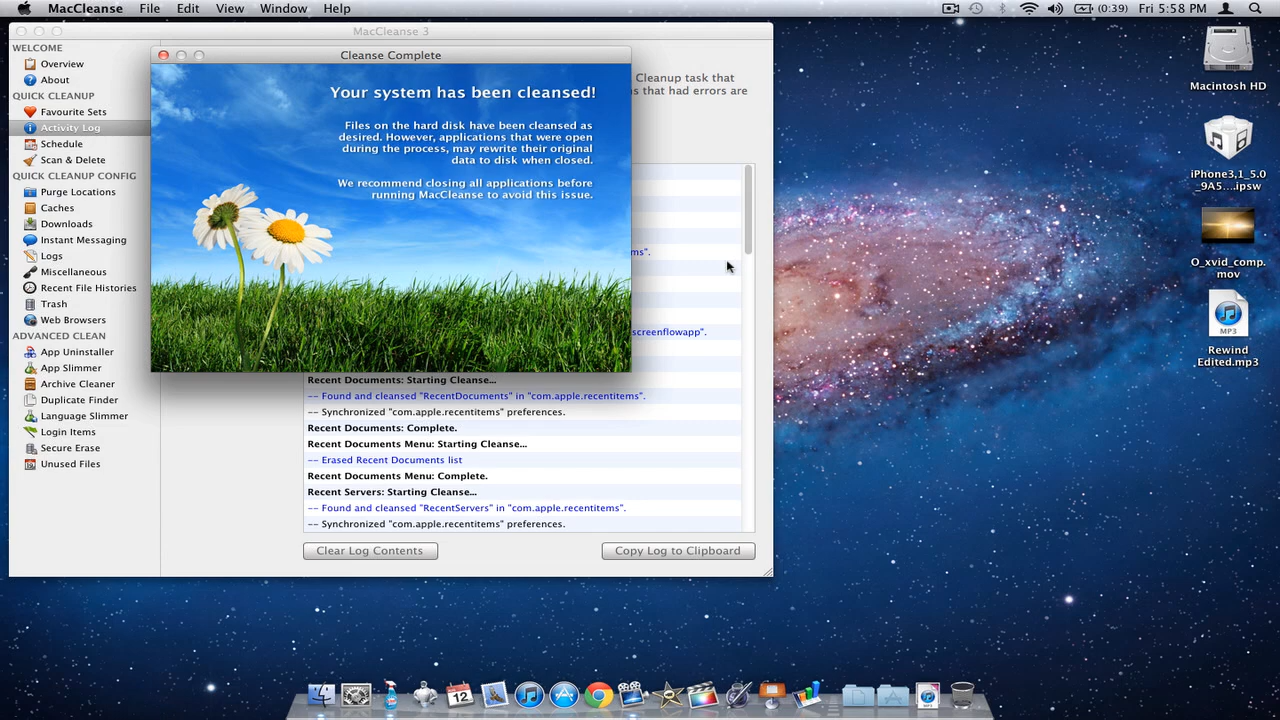 MacCleanse File Edit View Window Help
(0:39) Fri 5:58 PM
MacCleanse 3
WELCOME
Overview
About
QUICK CLEANUP
Favourite Sets
Activity Log
Schedule
Scan & Delete
QUICK CLEANUP CONFIG
Purge Locations
Caches
Downloads
Instant Messaging
Logs
Miscellaneous
Recent File Histories
Trash
Web Browsers
ADVANCED CLEAN
App Uninstaller
App Slimmer
Archive Cleaner
Duplicate Finder
Language Slimmer
Login Items
Secure Erase
Unused Files
Cleanse Complete
Your system has been cleansed!
Files on the hard disk have been cleansed as
desired. However, applications that were open
during the process, may rewrite their original
data to disk when closed.
We recommend closing all applications before
running MacCleanse to avoid this issue.
Cleanup task that
s that had errors are
ms".
screenflowapp".
Recent Documents: Starting Cleanse...
-- Found and cleansed "RecentDocuments" in "com.apple.recentitems".
-- Synchronized "com.apple.recentitems" preferences.
Recent Documents: Complete.
Recent Documents Menu: Starting Cleanse...
-- Erased Recent Documents list
Recent Documents Menu: Complete.
Recent Servers: Starting Cleanse...
-- Found and cleansed "RecentServers" in "com.apple.recentitems".
-- Synchronized "com.apple.recentitems" preferences.
Clear Log Contents
Copy Log to Clipboard
Macintosh HD
iPhone3,1_5.0
_9A5....ipsw
O_xvid_comp.
mov
MP3
Rewind
_Edited.mp3
12